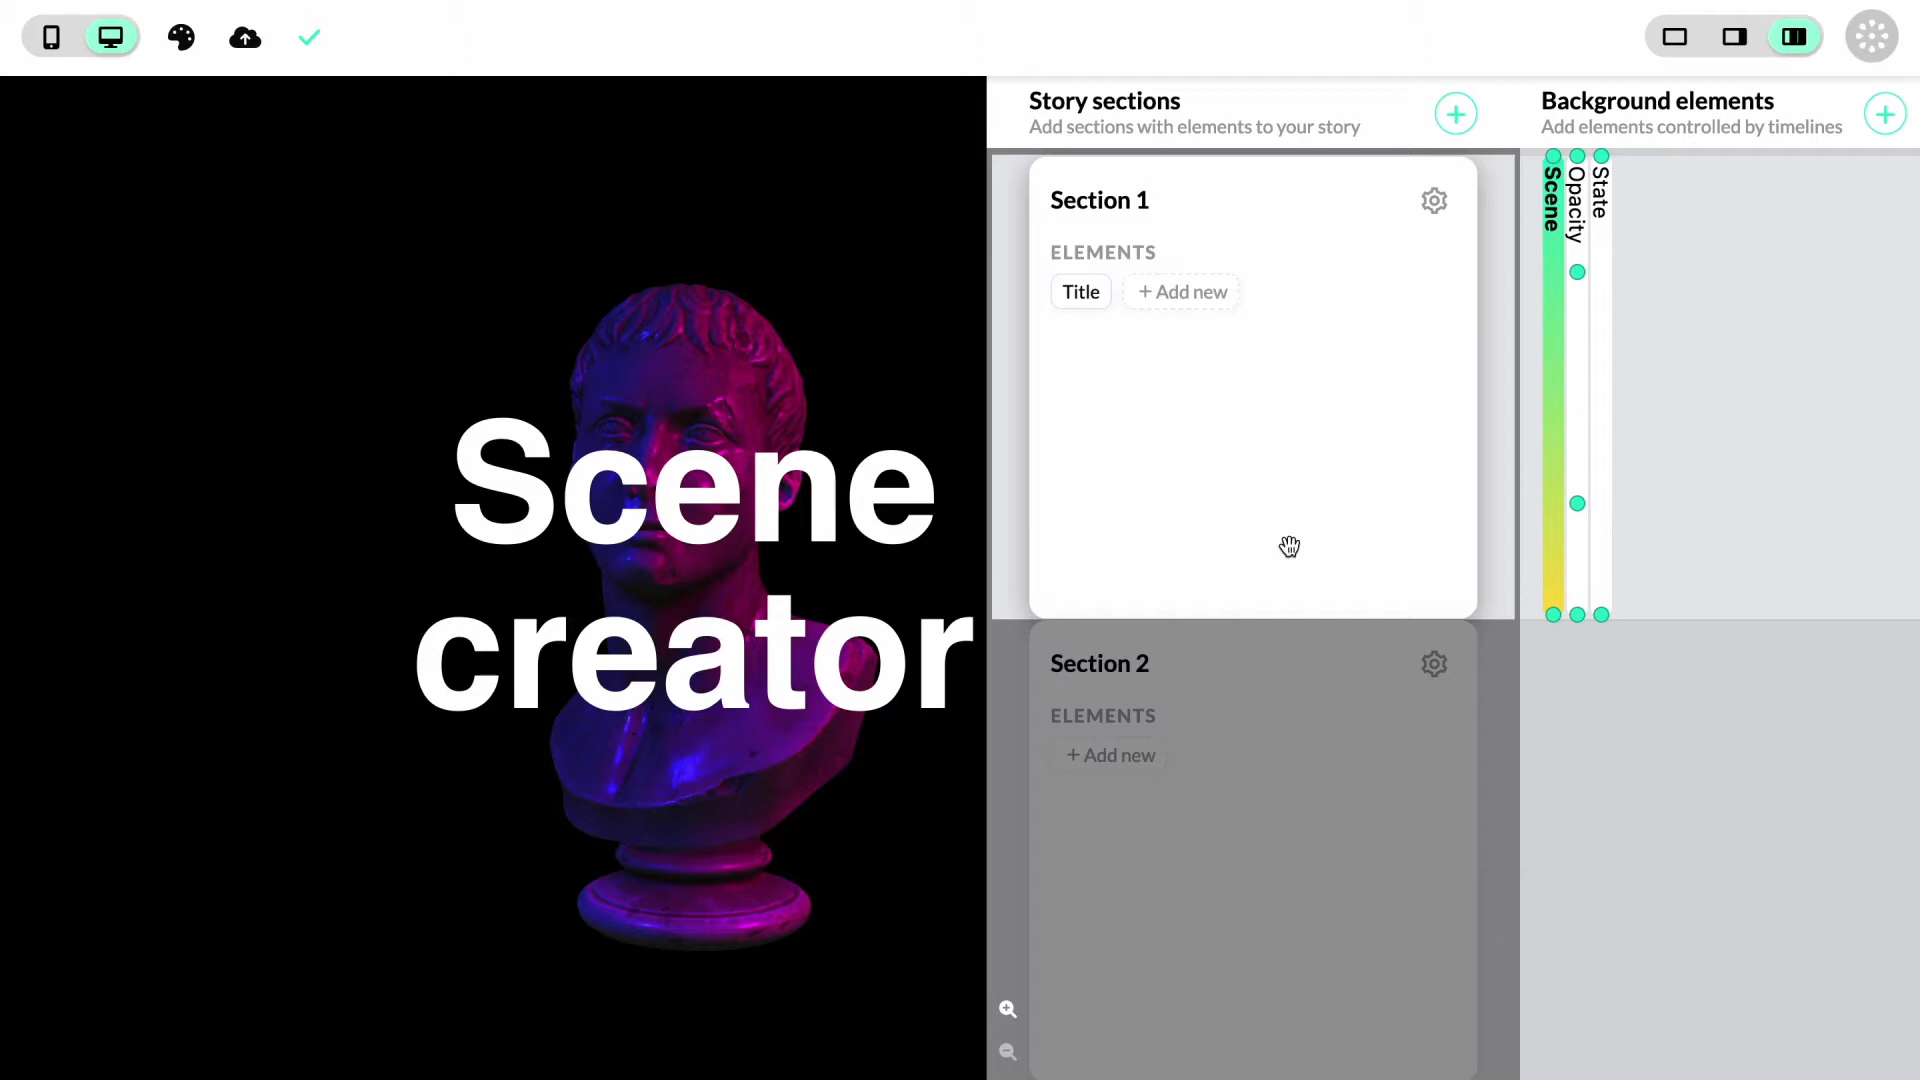 Story sections
Add sections with elements to your story
Background elements
Add elements controlled by timelines
Section 1
ELEMENTS
Title
+ Add new
Scene
Opacity
State
Scene
creator
Section 2
ELEMENTS
+ Add new